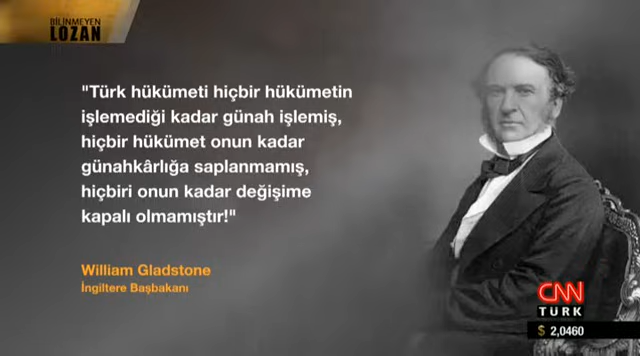 BİLİNMEYEN
LOZAN
"Türk hükümeti hiçbir hükümetin
işlemediği kadar günah işlemiş,
hiçbir hükümet onun kadar
günahkârlığa saplanmamış,
hiçbiri onun kadar değişime
kapalı olmamıştır!"
William Gladstone
İngiltere Başbakanı
CNN
TÜRK
$ 2,0460